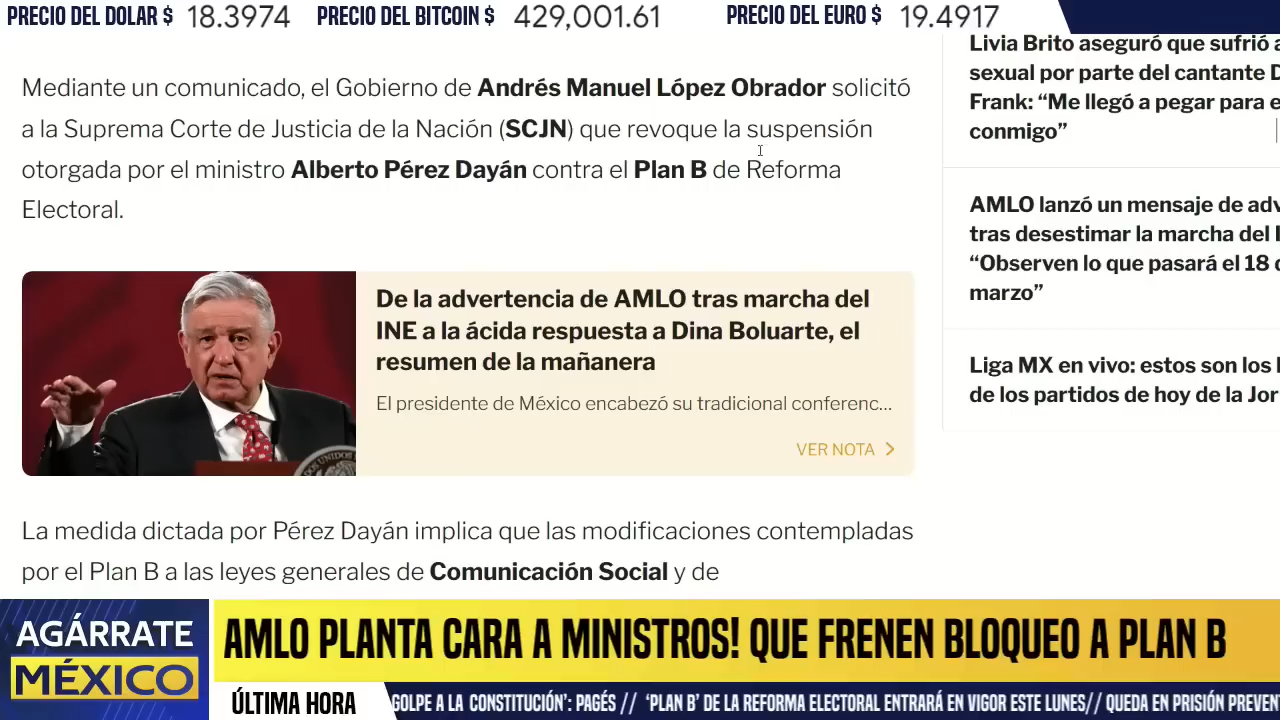 PRECIO DEL DOLAR $ 18.3974 PRECIO DEL BITCOIN $ 429,001.61 PRECIO DEL EURO $ 19.4917
Mediante un comunicado, el Gobierno de Andrés Manuel López Obrador solicitó
a la Suprema Corte de Justicia de la Nación (SCJN) que revoque la suspensión
otorgada por el ministro Alberto Pérez Dayán contra el Plan B de Reforma
Electoral.
De la advertencia de AMLO tras marcha del
INE a la ácida respuesta a Dina Boluarte, el
resumen de la mañanera
El presidente de México encabezó su tradicional conferenc...
VER NOTA
La medida dictada por Pérez Dayán implica que las modificaciones contempladas
por el Plan B a las leyes generales de Comunicación Social y de
Livia Brito aseguró que sufrió a
sexual por parte del cantante D
Frank: “Me llegó a pegar para e
conmigo”
AMLO lanzó un mensaje de adv
tras desestimar la marcha del I
“Observen lo que pasará el 18 d
marzo”
Liga MX en vivo: estos son los
de los partidos de hoy de la Jor
AGÁRRATE
MÉXICO
AMLO PLANTA CARA A MINISTROS! QUE FRENEN BLOQUEO A PLAN B
ÚLTIMA HORA
GOLPE A LA CONSTITUCIÓN’: PAGÉS // ‘PLAN B’ DE LA REFORMA ELECTORAL ENTRARÁ EN VIGOR ESTE LUNES// QUEDA EN PRISIÓN PREVEN